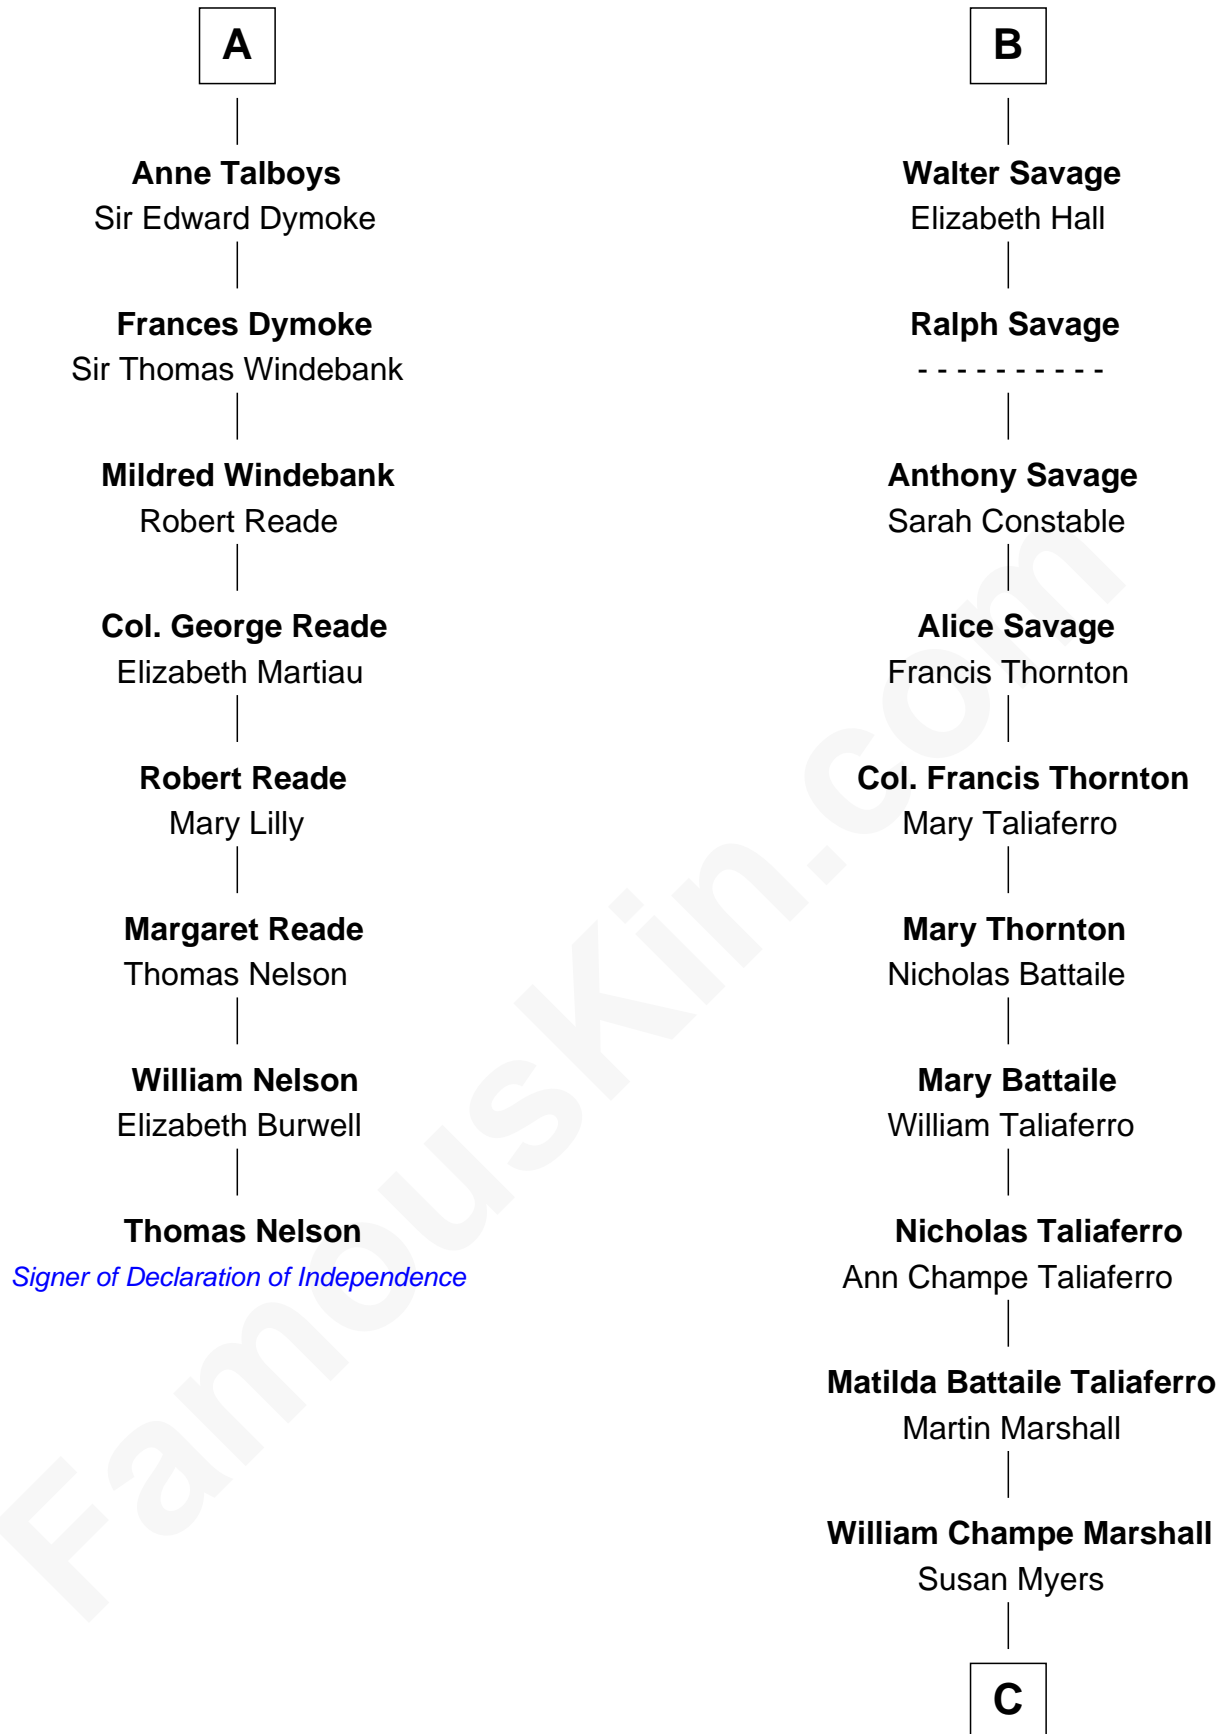 A
Anne Talboys
Sir Edward Dymoke
Frances Dymoke
Sir Thomas Windebank
Mildred Windebank
Robert Reade
Col. George Reade
Elizabeth Martiau
Robert Reade
Mary Lilly
Margaret Reade
Thomas Nelson
William Nelson
Elizabeth Burwell
Thomas Nelson
Signer of Declaration of Independence
B
Walter Savage
Elizabeth Hall
Ralph Savage
- - - - - - - - - -
Anthony Savage
Sarah Constable
Alice Savage
Francis Thornton
Col. Francis Thornton
Mary Taliaferro
Mary Thornton
Nicholas Battaile
Mary Battaile
William Taliaferro
Nicholas Taliaferro
Ann Champe Taliaferro
Matilda Battaile Taliaferro
Martin Marshall
William Champe Marshall
Susan Myers
C
FamousKin.com